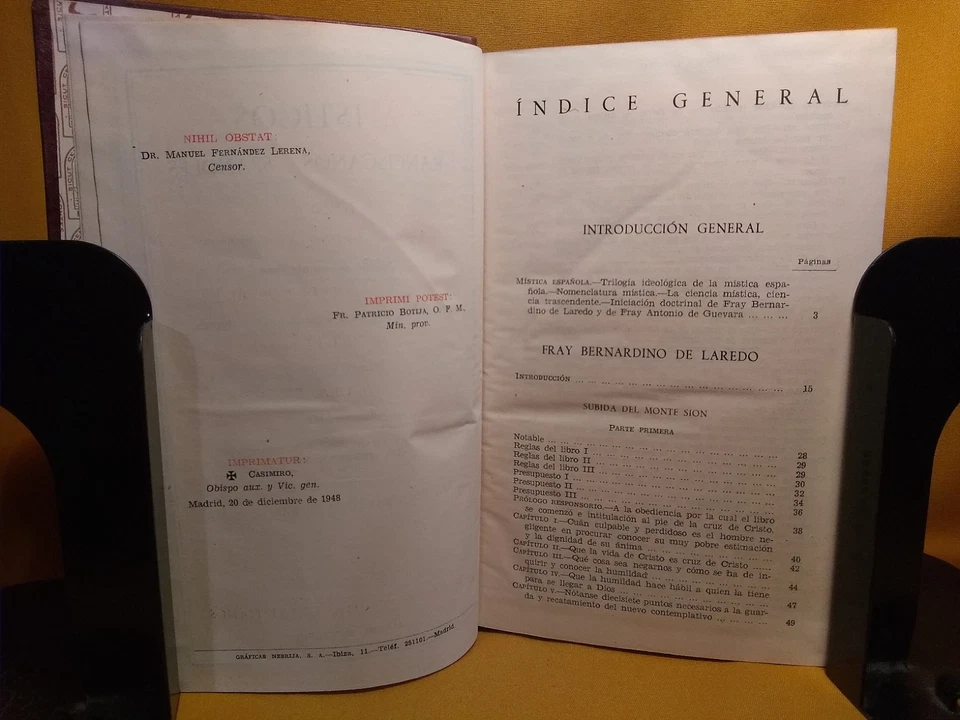 NIHIL OBSTAT:
Dr. Manuel Fernández Lerena,
Censor.
IMPRIMI POTEST:
Fr. Patricio Botija, O. F. M.
Min. prov.
IMPRIMATUR:
✠ Casimiro,
Obispo aux. y Vic. gen.
Madrid, 20 de diciembre de 1948
GRÁFICAS NEBRIJA, S. A.—Ibiza, 11.—Teléf. 251101.—Madrid
ÍNDICE GENERAL
INTRODUCCIÓN GENERAL
Páginas
Mística española.—Trilogía ideológica de la mística espa-
ñola.—Nomenclatura mística.—La ciencia mística, cien-
cia trascendente.—Iniciación doctrinal de Fray Bernar-
dino de Laredo y de Fray Antonio de Guevara ... ... ... 3
FRAY BERNARDINO DE LAREDO
Introducción ... ... ... ... ... ... ... ... ... ... ... ... ... ... 15
SUBIDA DEL MONTE SION
Parte primera
Notable ... ... ... ... ... ... ... ... ... ... ... ... ... 28
Reglas del libro I ... ... ... ... ... ... ... ... ... ... ... 29
Reglas del libro II ... ... ... ... ... ... ... ... ... ... ... 29
Reglas del libro III ... ... ... ... ... ... ... ... ... ... ... 30
Presupuesto I ... ... ... ... ... ... ... ... ... ... ... ... 32
Presupuesto II ... ... ... ... ... ... ... ... ... ... ... ... 34
Presupuesto III ... ... ... ... ... ... ... ... ... ... ... ... 36
Prólogo responsorio.—A la obediencia por la cual el libro
se comenzó e intitulación al pie de la cruz de Cristo. 38
Capítulo I.—Cuán culpable y perdidoso es el hombre ne-
gligente en procurar conocer su muy pobre estimación
y la dignidad de su ánima ... ... ... ... ... ... ... ... 40
Capítulo II.—Que la vida de Cristo es cruz de Cristo ... ... 42
Capítulo III.—Qué cosa sea negarnos y cómo se ha de in-
quirir y conocer la humildad ... ... ... ... ... ... ... 44
Capítulo IV.—Que la humildad hace hábil a quien la tiene
para se llegar a Dios ... ... ... ... ... ... ... ... ... 47
Capítulo V.—Nótanse diecisiete puntos necesarios a la guar-
da y recatamiento del nuevo contemplativo ... ... ... ... 49